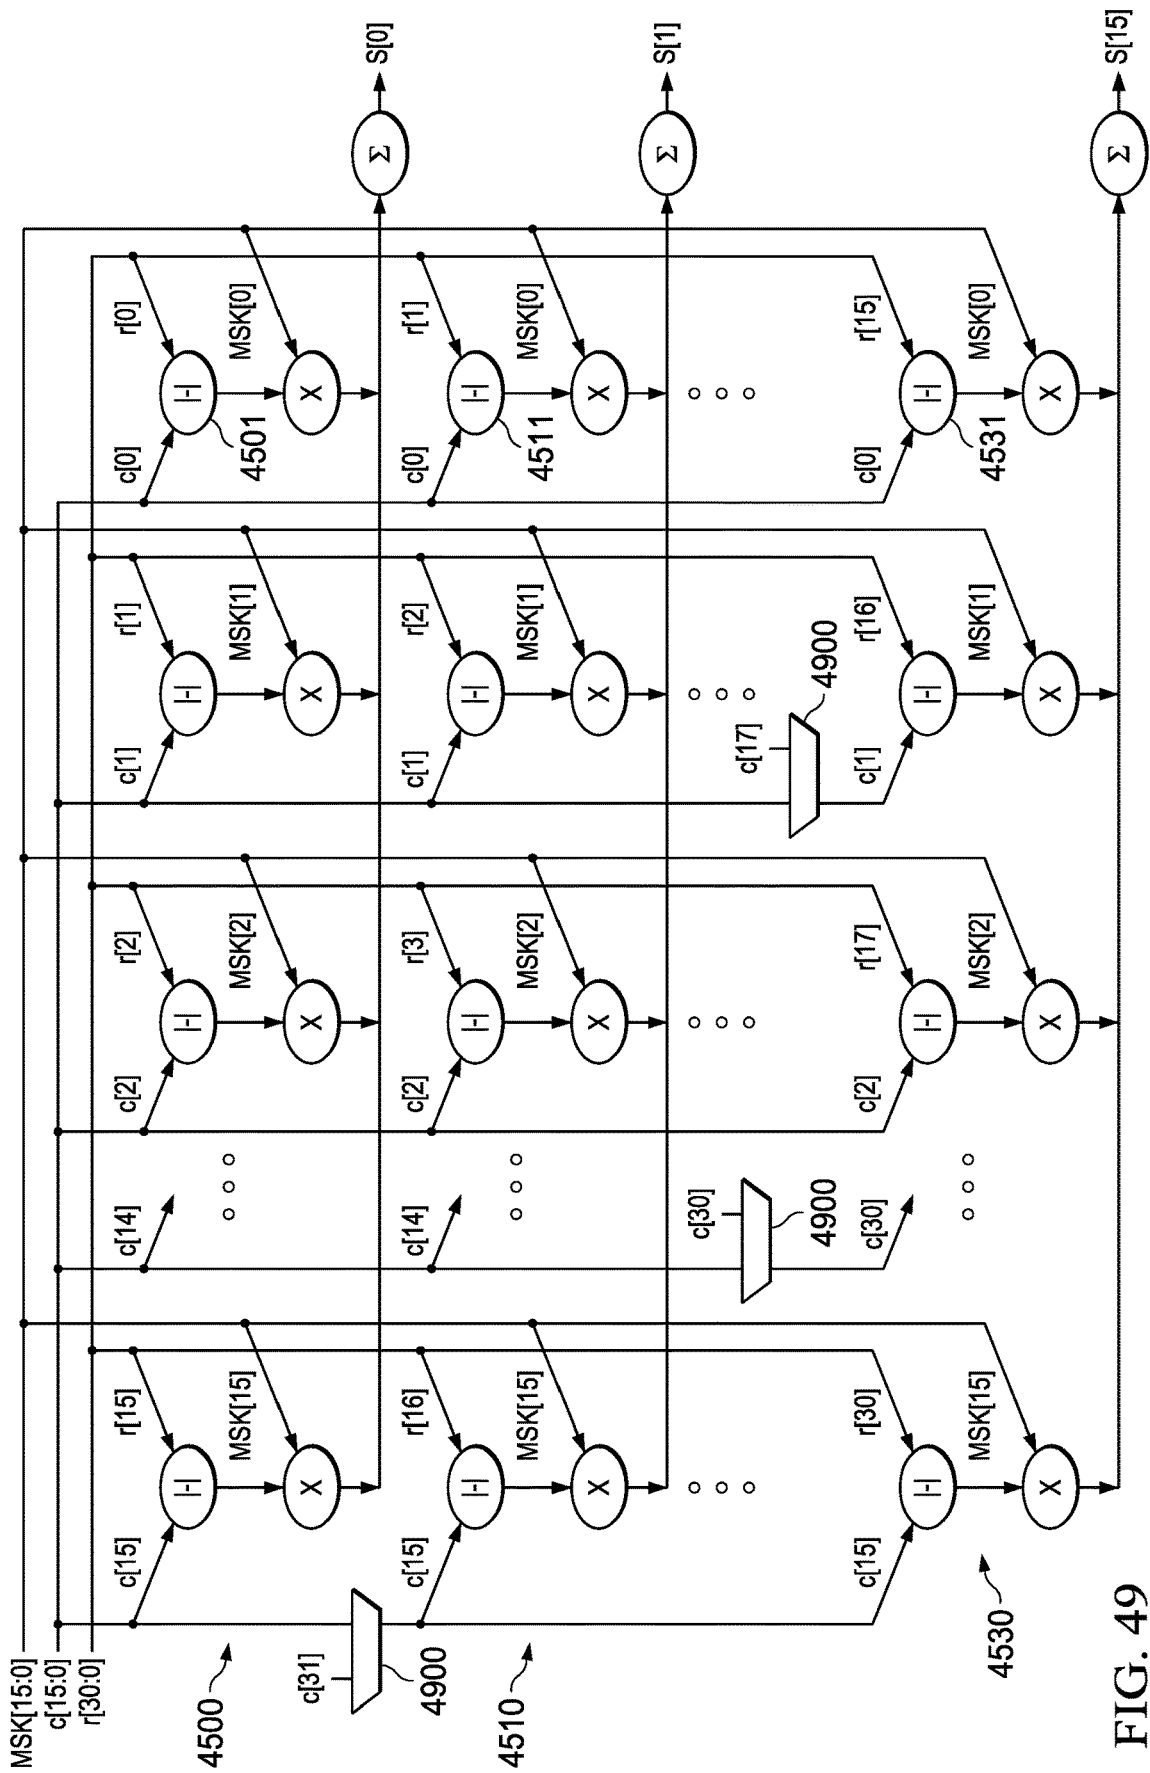 MSK[15:0]
c[15:0]
r[30:0]
4500
c[15] r[15] c[14] c[2] r[2] c[1] r[1] c[0] r[0]
|-| |-| |-| |-|
4501
MSK[15] MSK[2] MSK[1] MSK[0]
X X X X
c[31]
4900
Σ S[0]
4510
c[15] r[16] c[14] c[2] r[3] c[1] r[2] c[0] r[1]
|-| |-| |-| |-|
4511
MSK[15] MSK[2] MSK[1] MSK[0]
X X X X
Σ S[1]
c[30]
4900
c[17]
4900
c[15] r[30] c[30] c[2] r[17] c[1] r[16] c[0] r[15]
|-| |-| |-| |-|
4531
4530
MSK[15] MSK[2] MSK[1] MSK[0]
X X X X
Σ S[15]
FIG. 49